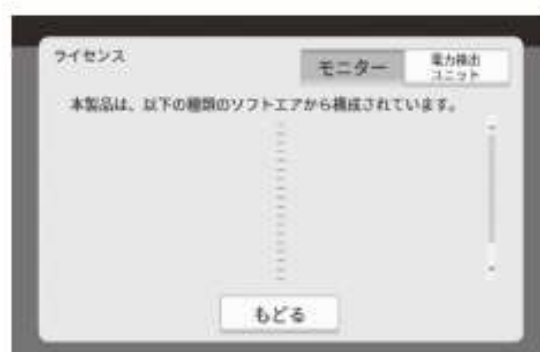 ライセンス
モニター
電力検出
ユニット
本製品は、以下の種類のソフトエアから構成されています。
もどる